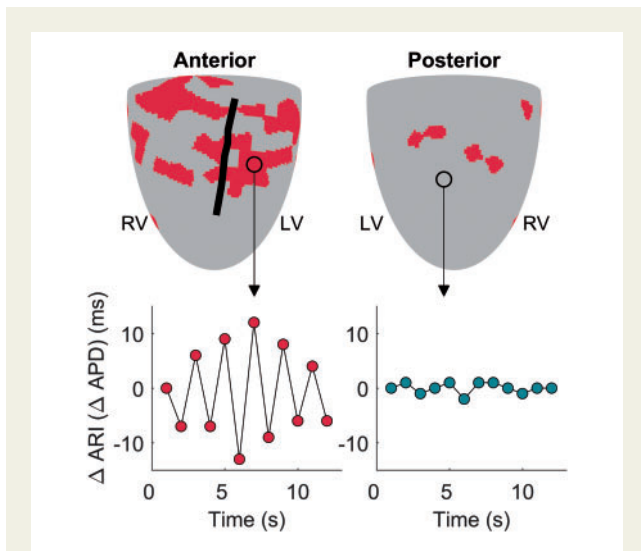 Anterior Posterior
RV LV LV RV
Δ ARI (Δ APD) (ms)
10 10
0 0
-10 -10
0 5 10 0 5 10
Time (s) Time (s)